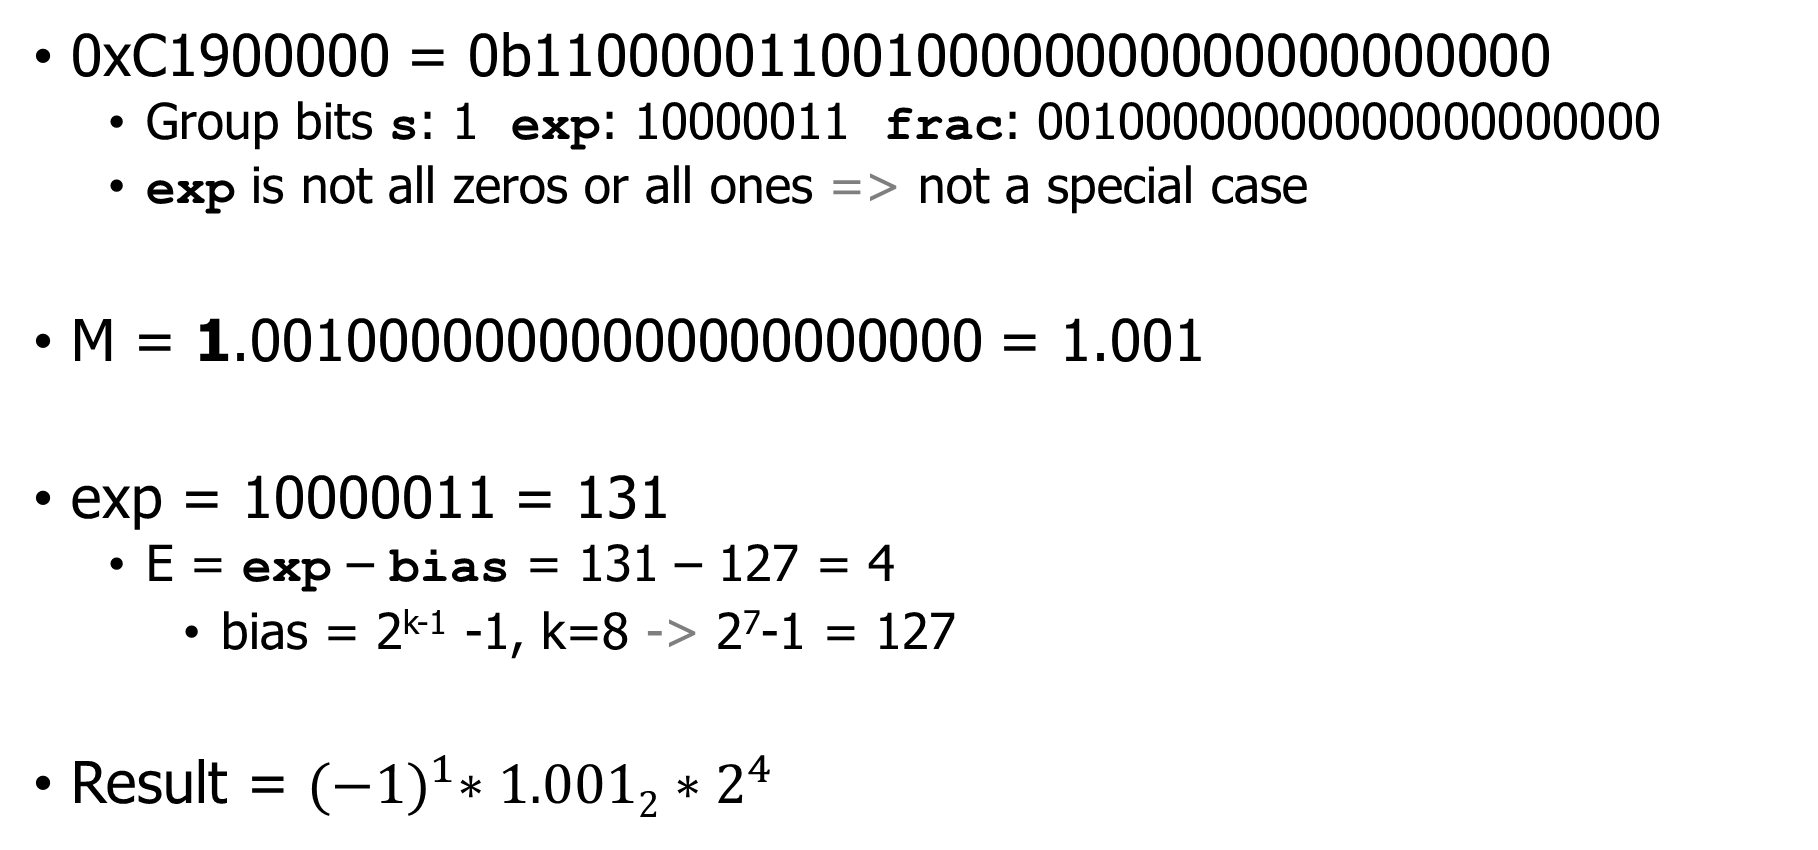 • 0xC1900000 = 0b11000001100100000000000000000000
• Group bits s: 1 exp: 10000011 frac: 00100000000000000000000
• exp is not all zeros or all ones => not a special case
• M = 1.00100000000000000000000 = 1.001
• exp = 10000011 = 131
• E = exp – bias = 131 – 127 = 4
• bias = 2ᵏ⁻¹ -1, k=8 -> 2⁷-1 = 127
• Result = (−1)¹∗ 1.001₂ ∗ 2⁴